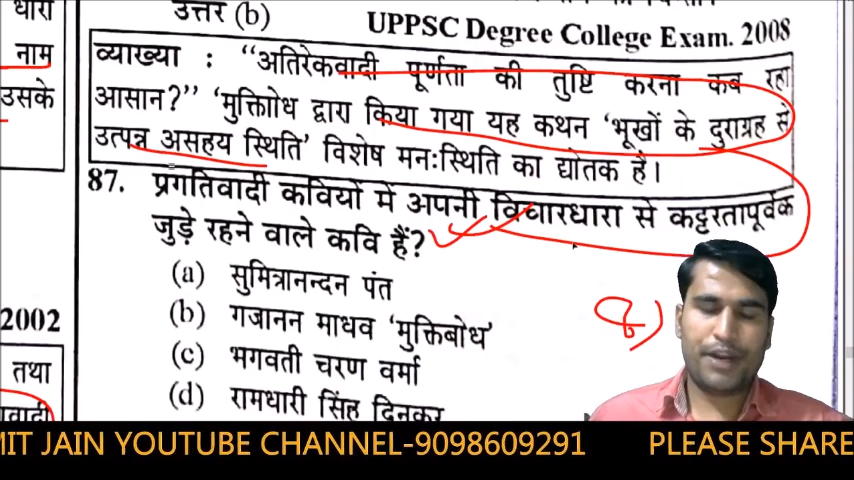 धारा
नाम
उसके
2002
तथा
उत्तर (b)
UPPSC Degree College Exam. 2008
व्याख्या : “अतिरेकवादी पूर्णता की तुष्टि करना कब रहा
आसान?” ‘मुक्तिोोध द्वारा किया गया यह कथन ‘भूखों के दुराग्रह से
उत्पन्न असहय स्थिति’ विशेष मनःस्थिति का द्योतक है।
87. प्रगतिवादी कवियों में अपनी विचारधारा से कट्टरतापूर्वक
जुड़े रहने वाले कवि हैं?
(a) सुमित्रानन्दन पंत
(b) गजानन माधव ‘मुक्तिबोध’
(c) भगवती चरण वर्मा
(d) रामधारी सिंह दिनकर
MIT JAIN YOUTUBE CHANNEL-9098609291 PLEASE SHARE